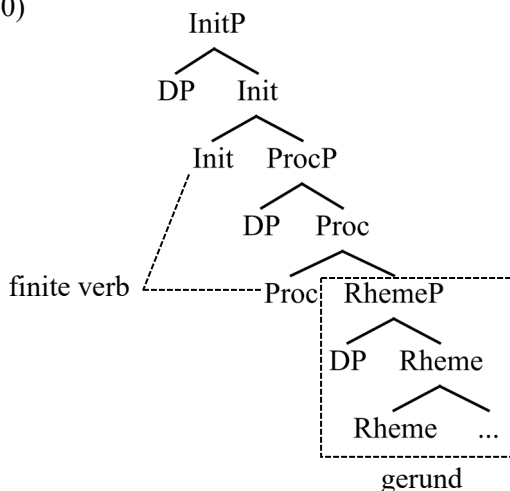 0)
InitP
DP Init
Init ProcP
DP Proc
finite verb Proc RhemeP
DP Rheme
Rheme ...
gerund